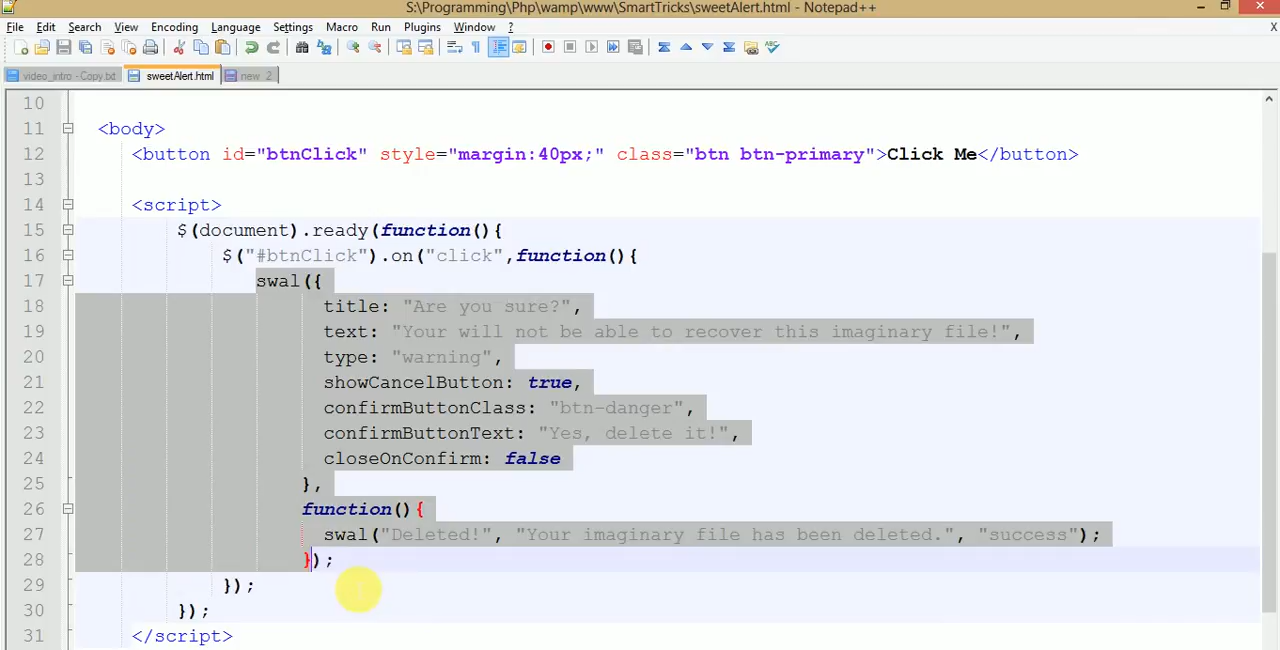 S:\Programming\Php\wamp\www\SmartTricks\sweetAlert.html - Notepad++
File Edit Search View Encoding Language Settings Macro Run Plugins Window ? X
video_intro - Copy.bd sweetAlert.html new 2
10
11 <body>
12 <button id="btnClick" style="margin:40px;" class="btn btn-primary">Click Me</button>
13
14 <script>
15 $(document).ready(function(){
16 $("#btnClick").on("click",function(){
17 swal({
18 title: "Are you sure?",
19 text: "Your will not be able to recover this imaginary file!",
20 type: "warning",
21 showCancelButton: true,
22 confirmButtonClass: "btn-danger",
23 confirmButtonText: "Yes, delete it!",
24 closeOnConfirm: false
25 },
26 function(){
27 swal("Deleted!", "Your imaginary file has been deleted.", "success");
28 });
29 });
30 });
31 </script>